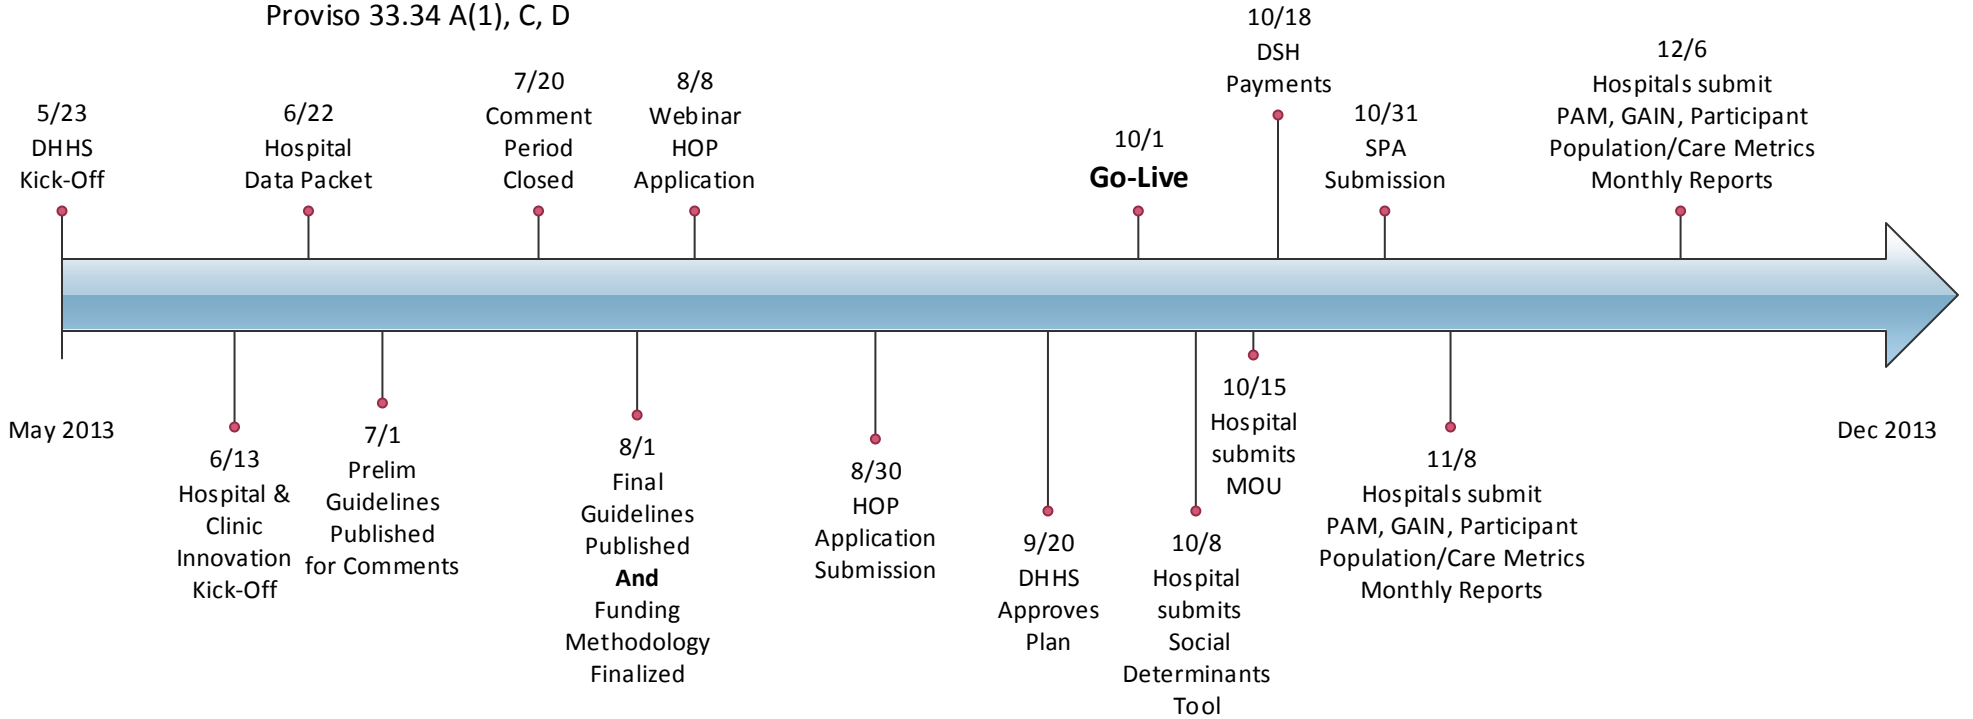 Proviso 33.34 A(1), C, D
5/23
DHHS
Kick-Off
6/22
Hospital
Data Packet
7/20
Comment
Period
Closed
8/8
Webinar
HOP
Application
10/1
Go-Live
10/18
DSH
Payments
10/31
SPA
Submission
12/6
Hospitals submit
PAM, GAIN, Participant
Population/Care Metrics
Monthly Reports
May 2013
6/13
Hospital &
Clinic
Innovation
Kick-Off
7/1
Prelim
Guidelines
Published
for Comments
8/1
Final
Guidelines
Published
And
Funding
Methodology
Finalized
8/30
HOP
Application
Submission
9/20
DHHS
Approves
Plan
10/8
Hospital
submits
Social
Determinants
Tool
10/15
Hospital
submits
MOU
11/8
Hospitals submit
PAM, GAIN, Participant
Population/Care Metrics
Monthly Reports
Dec 2013